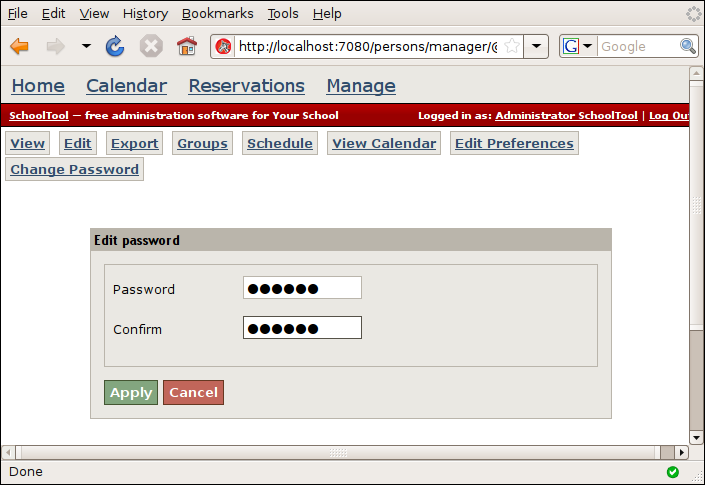 File Edit View History Bookmarks Tools Help
http://localhost:7080/persons/manager/@ G Google
Home Calendar Reservations Manage
SchoolTool — free administration software for Your School Logged in as: Administrator SchoolTool | Log Out
View Edit Export Groups Schedule View Calendar Edit Preferences
Change Password
Edit password
Password ●●●●●●
Confirm ●●●●●●
Apply Cancel
Done